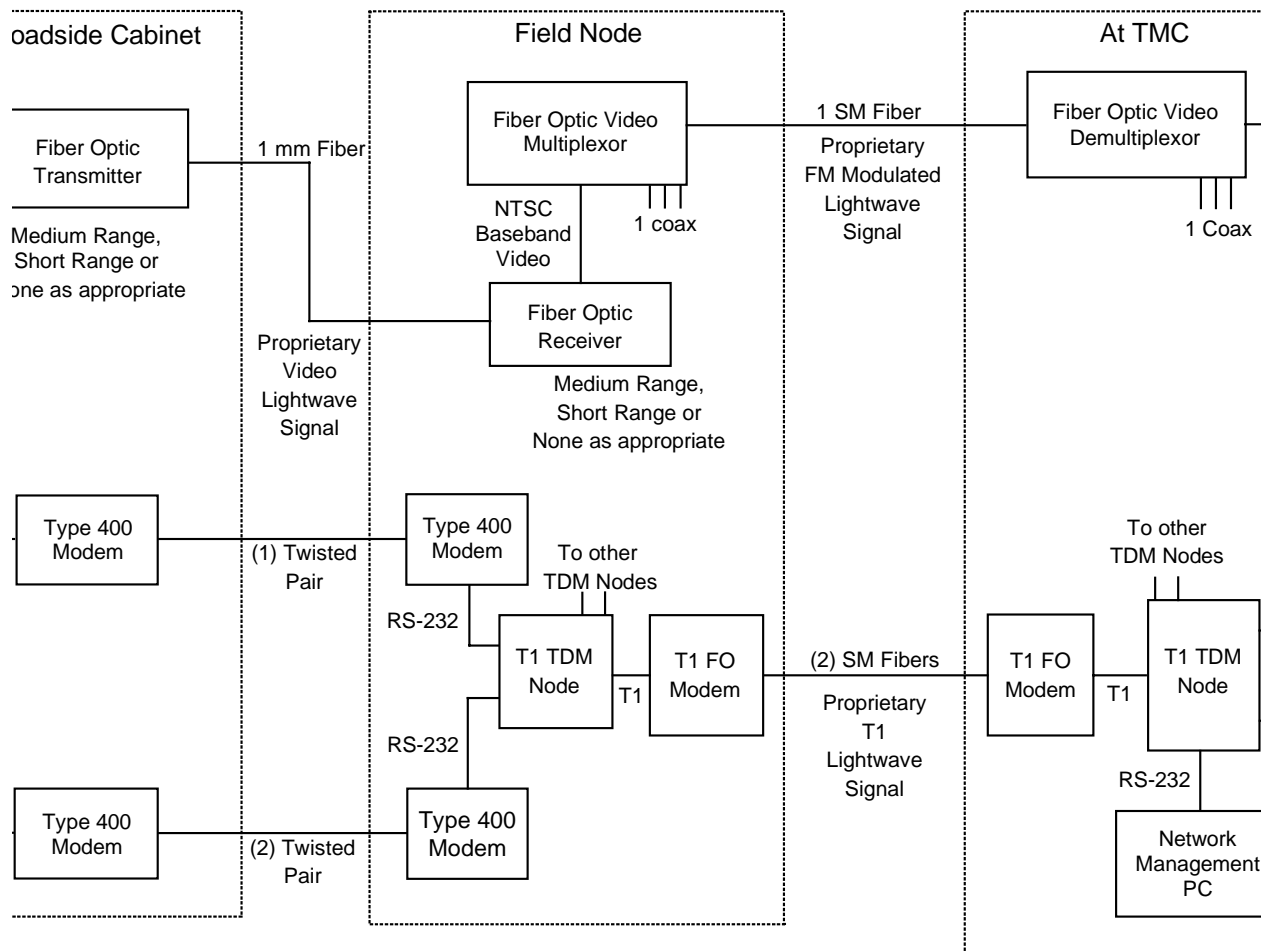 oadside Cabinet
Fiber Optic
Transmitter
Medium Range,
Short Range or
one as appropriate
1 mm Fiber
Proprietary
Video
Lightwave
Signal
Type 400
Modem
(1) Twisted
Pair
Type 400
Modem
(2) Twisted
Pair
Field Node
Fiber Optic Video
Multiplexor
NTSC
Baseband
Video
1 coax
Fiber Optic
Receiver
Medium Range,
Short Range or
None as appropriate
Type 400
Modem
RS-232
To other
TDM Nodes
T1 TDM
Node
T1
T1 FO
Modem
RS-232
Type 400
Modem
1 SM Fiber
Proprietary
FM Modulated
Lightwave
Signal
(2) SM Fibers
Proprietary
T1
Lightwave
Signal
At TMC
Fiber Optic Video
Demultiplexor
1 Coax
To other
TDM Nodes
T1 FO
Modem
T1
T1 TDM
Node
RS-232
Network
Management
PC